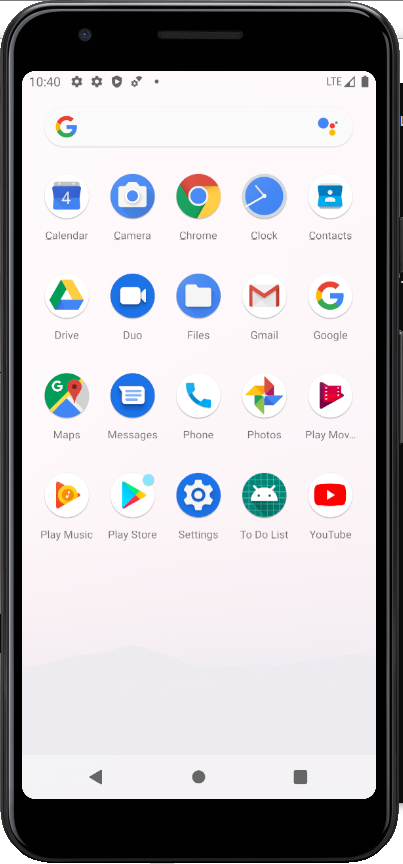 10:40 LTE
4
Calendar Camera Chrome Clock Contacts
Drive Duo Files Gmail Google
G
Maps Messages Phone Photos Play Mov...
Play Music Play Store Settings To Do List YouTube